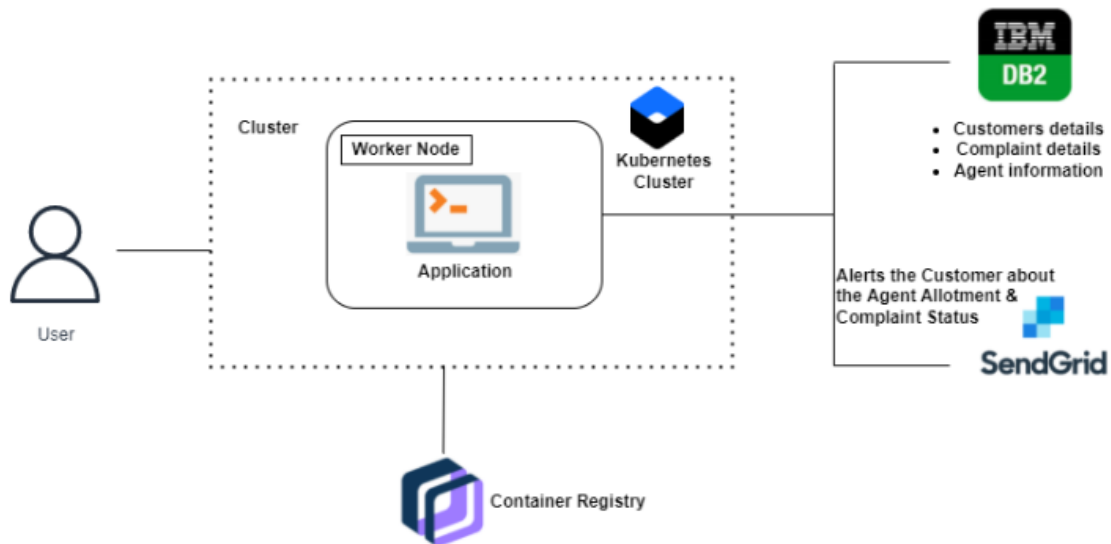 IBM
DB2
Customers details
Complaint details
Agent information
Cluster
Worker Node
Kubernetes
Cluster
Application
User
Alerts the Customer about
the Agent Allotment &
Complaint Status
SendGrid
Container Registry